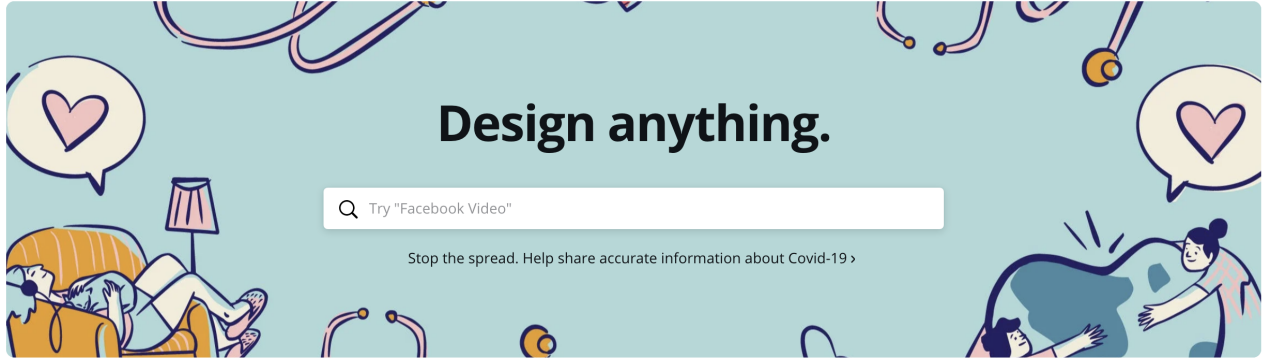 Design anything.
Try "Facebook Video"
Stop the spread. Help share accurate information about Covid-19 ›